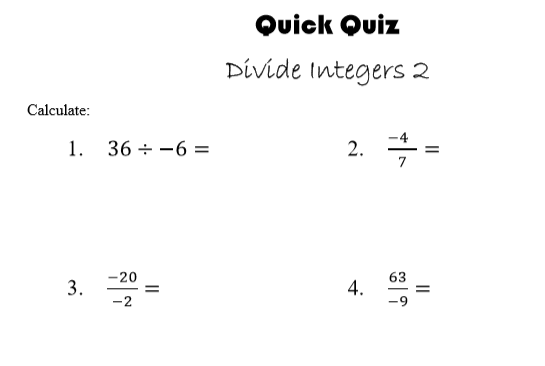 Quick Quiz
Divide Integers 2
Calculate:
1. 36 ÷ −6 =
2. −4/7 =
3. −20/−2 =
4. 63/−9 =